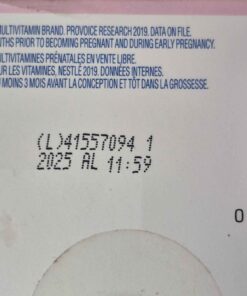 MULTIVITAMIN BRAND. PROVOICE RESEARCH 2019. DATA ON FILE.
NTHS PRIOR TO BECOMING PREGNANT AND DURING EARLY PREGNANCY.
MULTIVITAMINES PRÉNATALES EN VENTE LIBRE.
UR LES VITAMINES, NESTLÉ 2019. DONNÉES INTERNES.
U MOINS 3 MOIS AVANT LA CONCEPTION ET TÔT DANS LA GROSSESSE.
(L)41557094 1
2025 AL 11:59
0